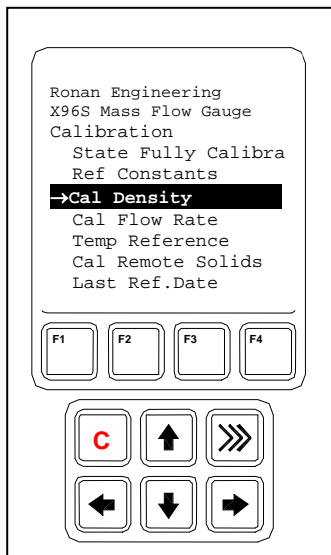 Ronan Engineering
X96S Mass Flow Gauge
Calibration
State Fully Calibra
Ref Constants
→Cal Density
Cal Flow Rate
Temp Reference
Cal Remote Solids
Last Ref.Date
F1 F2 F3 F4
C